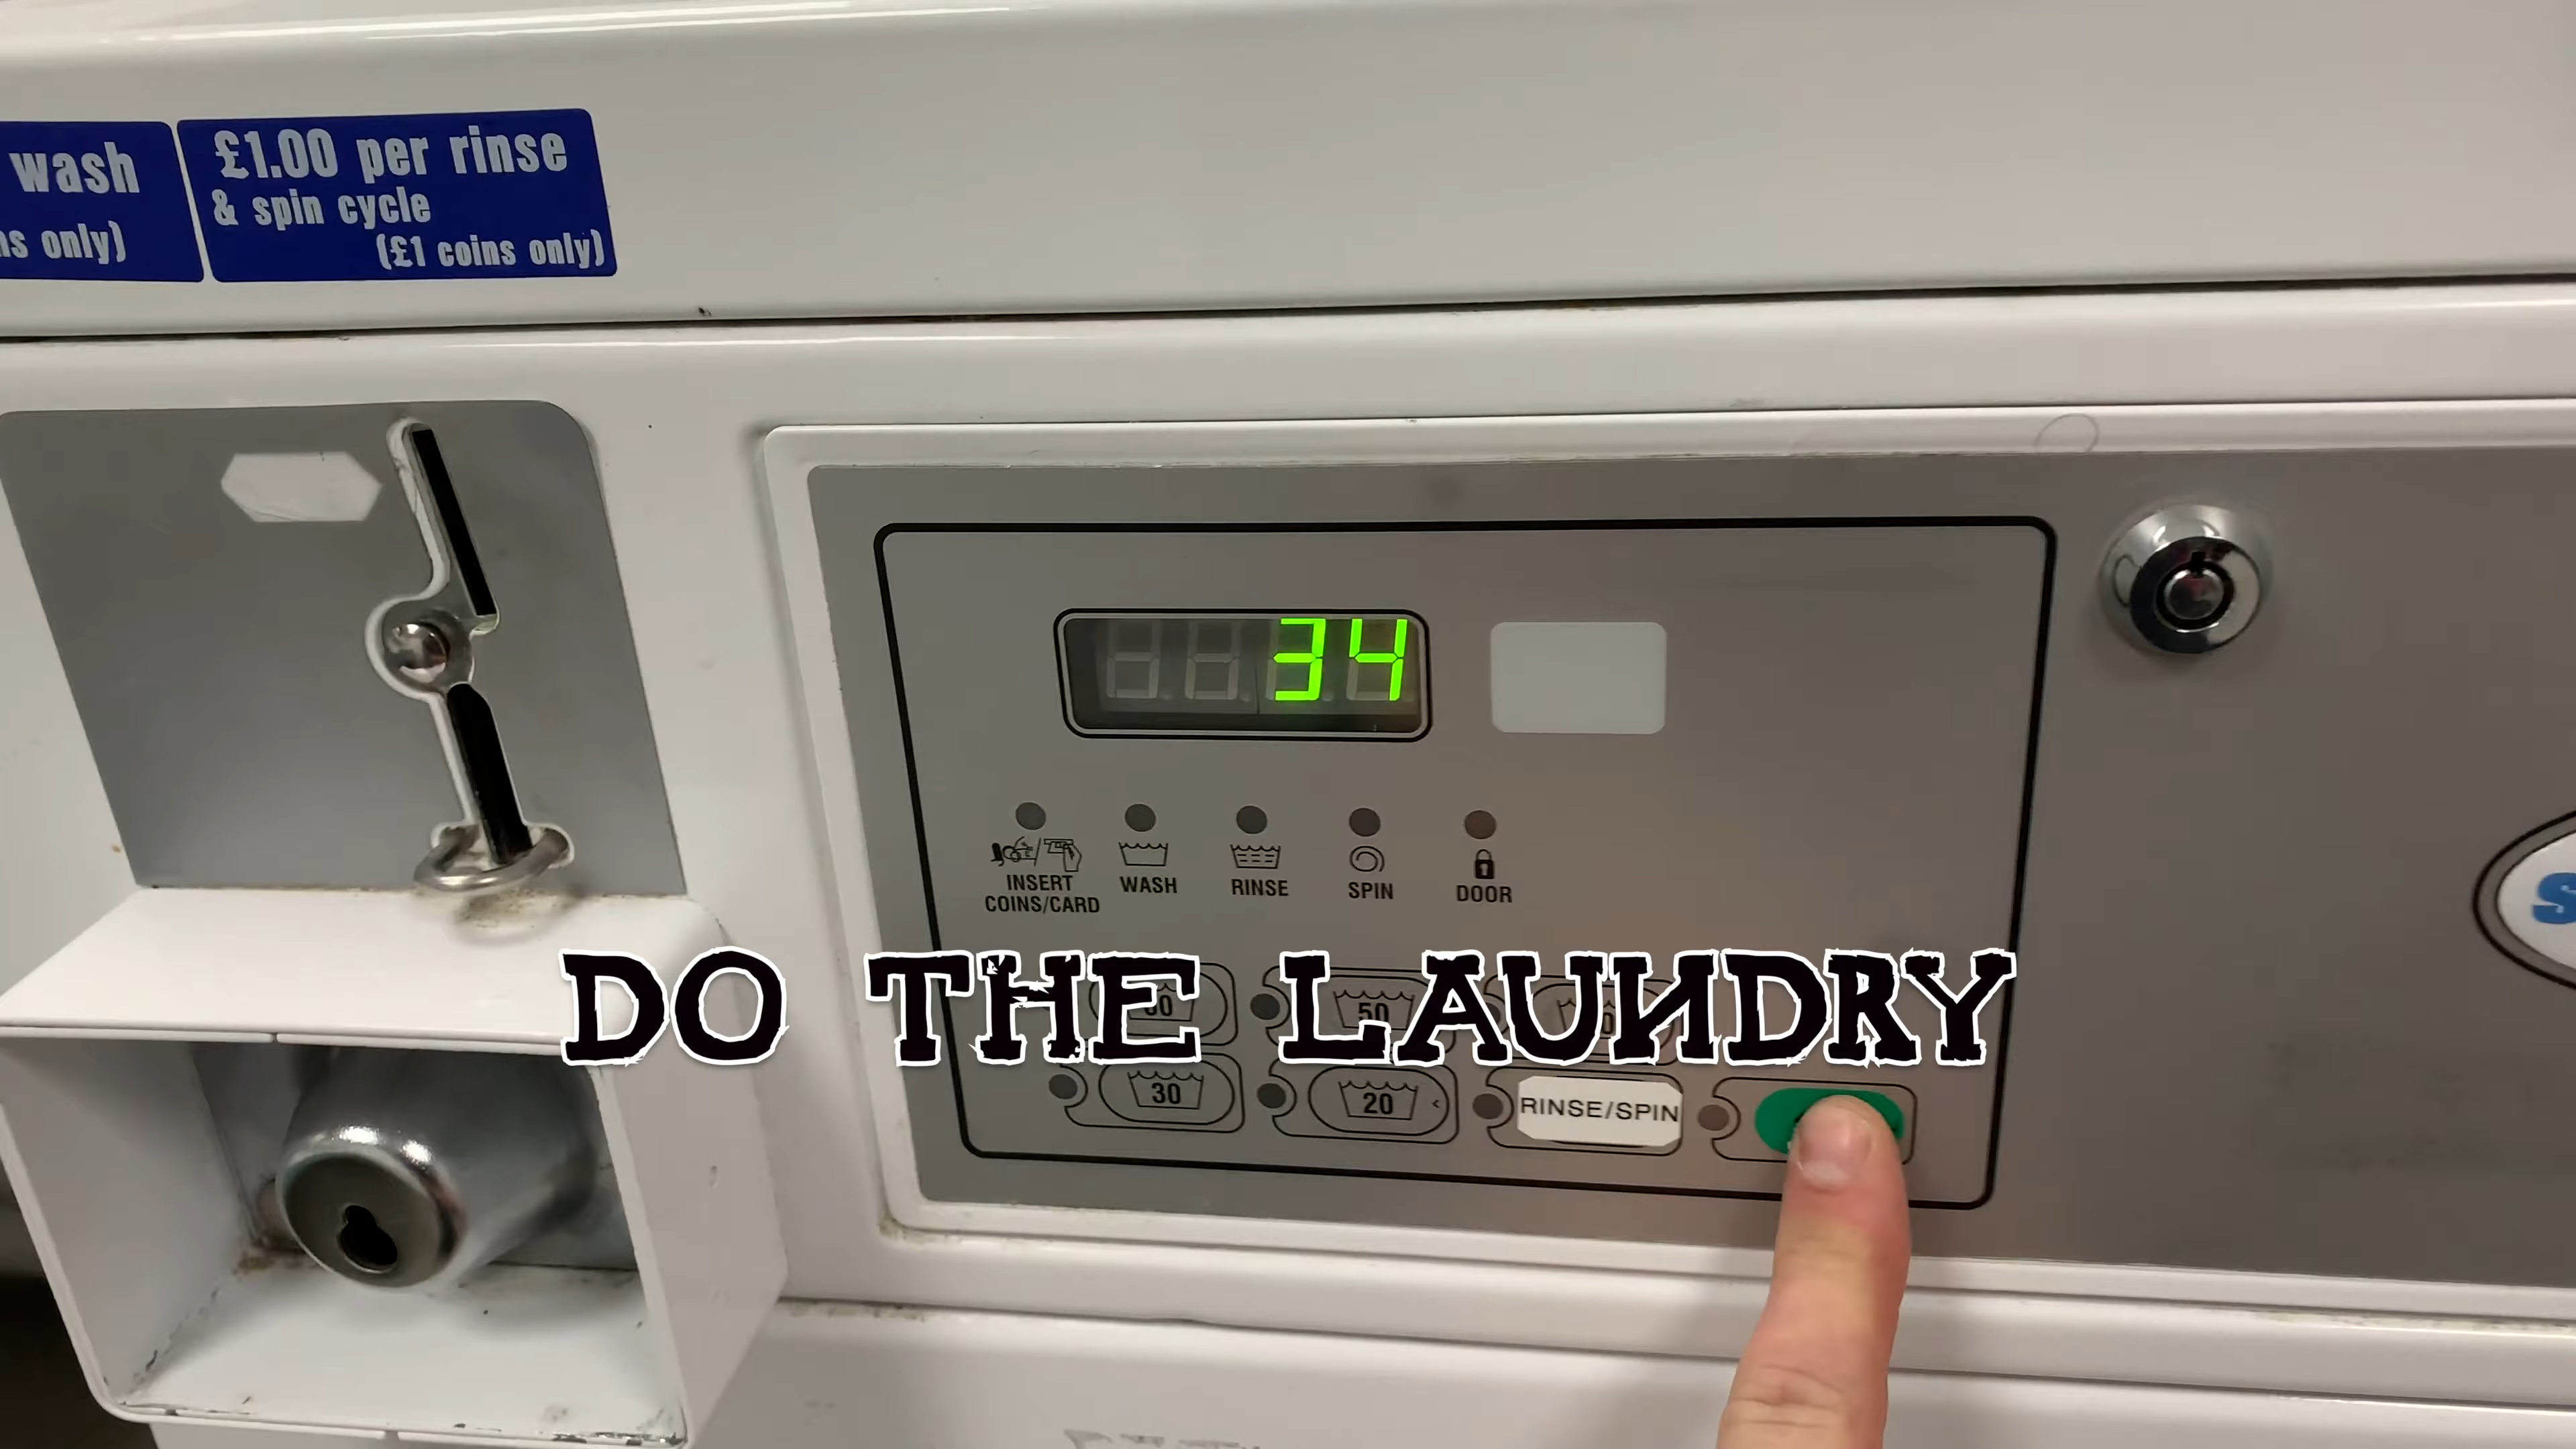 wash
only)
£1.00 per rinse
& spin cycle
(£1 coins only)
34
INSERT
COINS/CARD
WASH
RINSE
SPIN
DOOR
DO THE LAUNDRY
50
30
20
RINSE/SPIN